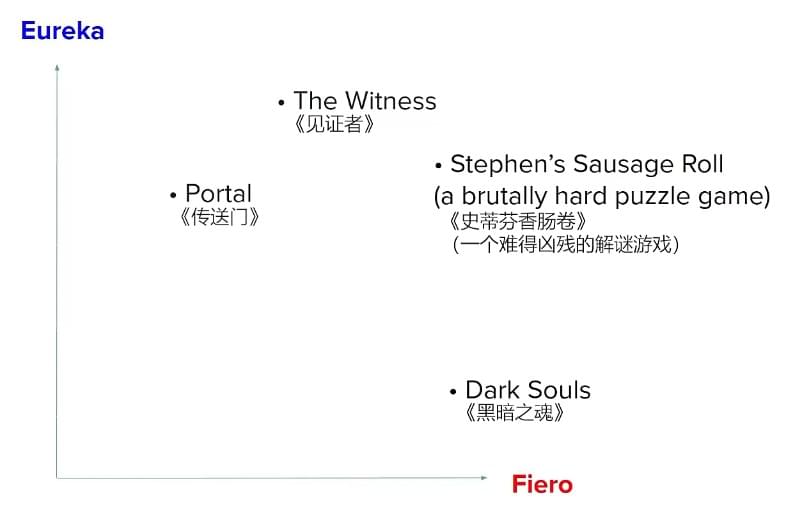 Eureka
• The Witness
《见证者》
• Stephen's Sausage Roll
(a brutally hard puzzle game)
《史蒂芬香肠卷》
（一个难得凶残的解谜游戏）
• Portal
《传送门》
• Dark Souls
《黑暗之魂》
Fiero